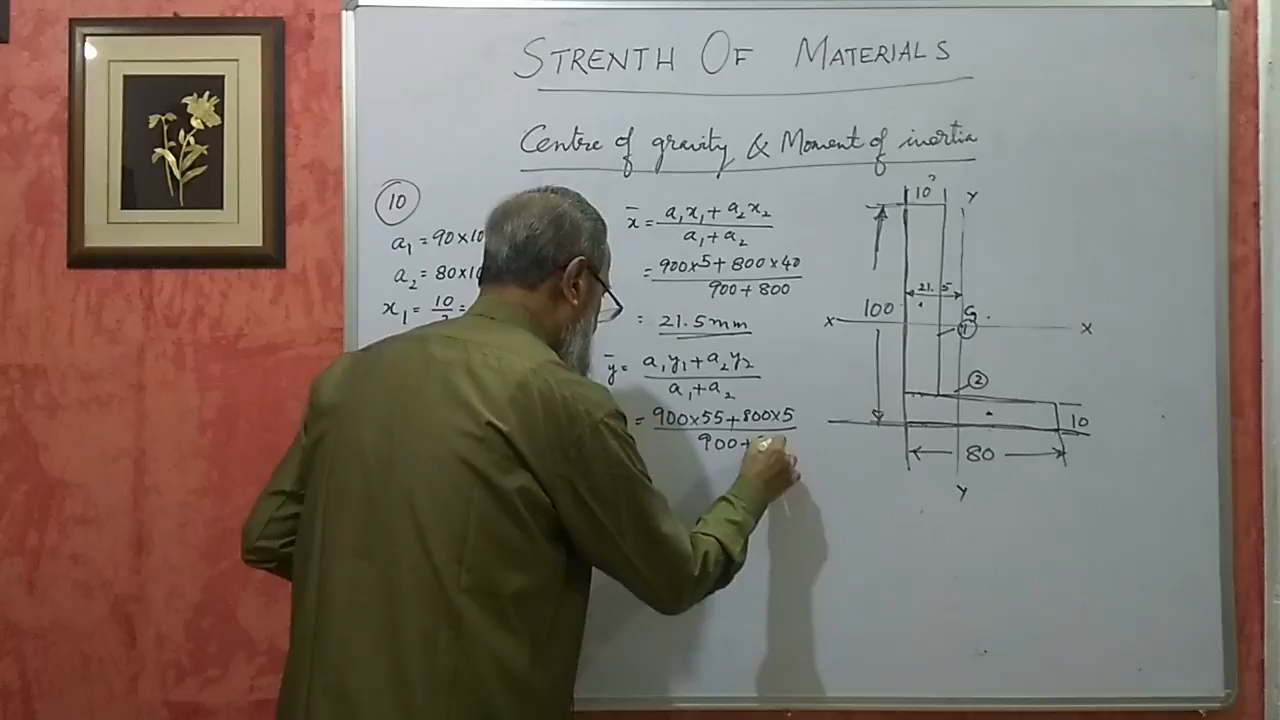 STRENTH OF MATERIALS
Centre of gravity & Moment of inertia
10
a₁ = 90×10
a₂ = 80×10
x₁ = 10/2 =
x̄ = a₁x₁ + a₂x₂ / a₁ + a₂
= 900×5 + 800×40 / 900 + 800
: 21.5mm
ȳ = a₁y₁ + a₂y₂ / a₁ + a₂
= 900×55 + 800×5 / 900 +
10
Y
21.5
100
G
X
1
X
2
10
80
Y